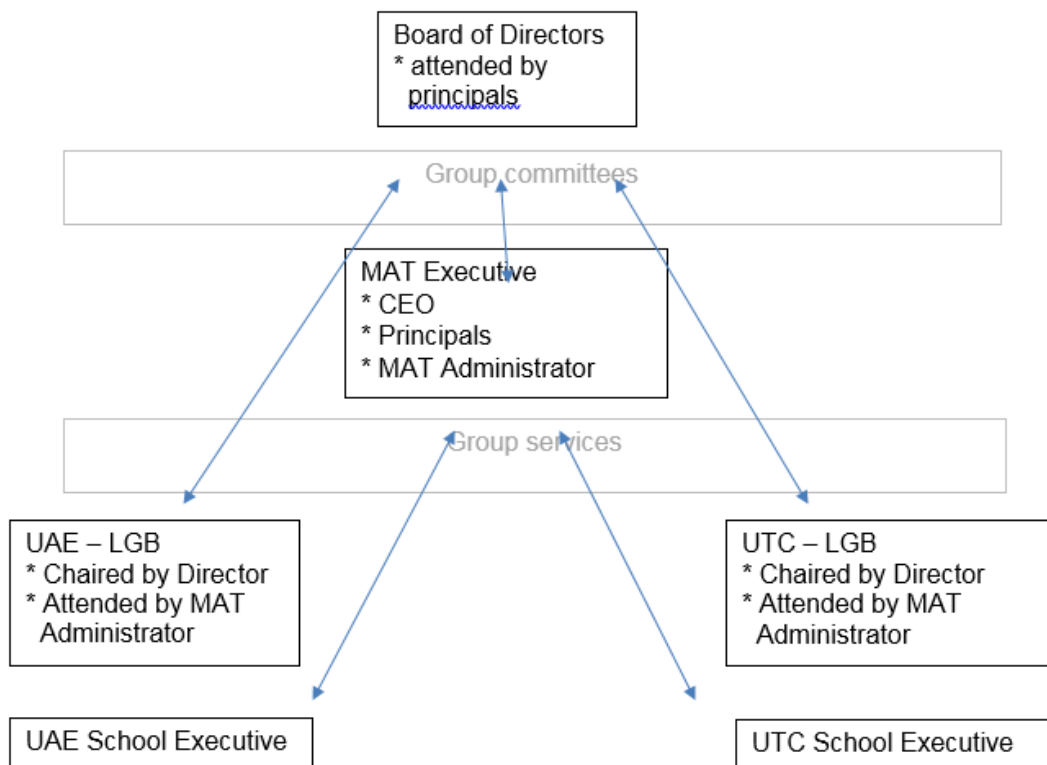 Board of Directors
* attended by
principals
Group committees
MAT Executive
* CEO
* Principals
* MAT Administrator
Group services
UAE – LGB
* Chaired by Director
* Attended by MAT
Administrator
UTC – LGB
* Chaired by Director
* Attended by MAT
Administrator
UAE School Executive
UTC School Executive